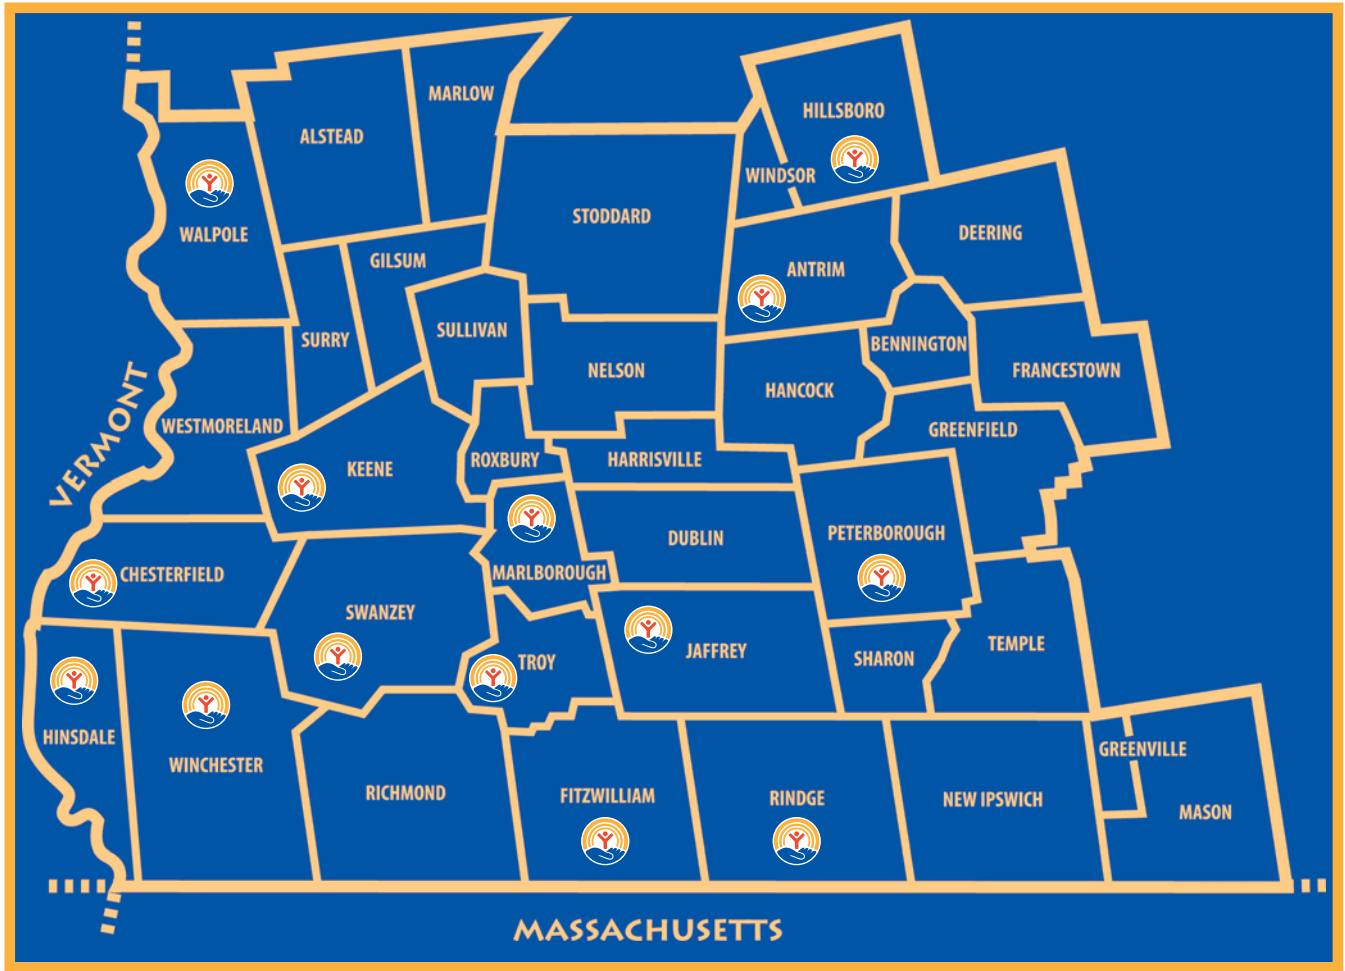 MARLOW
HILLSBORO
ALSTEAD
WINDSOR
STODDARD
WALPOLE
DEERING
GILSUM
ANTRIM
SULLIVAN
SURRY
BENNINGTON
NELSON
FRANCESTOWN
HANCOCK
VERMONT
WESTMORELAND
GREENFIELD
KEENE
ROXBURY
HARRISVILLE
PETERBOROUGH
DUBLIN
CHESTERFIELD
MARLBOROUGH
SWANZEY
TEMPLE
JAFFREY
SHARON
TROY
HINSDALE
GREENVILLE
WINCHESTER
RICHMOND
FITZWILLIAM
RINDGE
NEW IPSWICH
MASON
MASSACHUSETTS